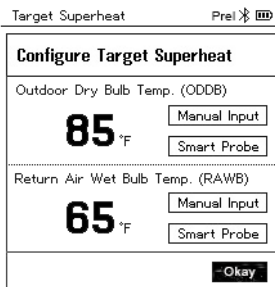 Target Superheat Prel
Configure Target Superheat
Outdoor Dry Bulb Temp. (ODDB)
85 °F
Manual Input
Smart Probe
Return Air Wet Bulb Temp. (RAWB)
65 °F
Manual Input
Smart Probe
Okay